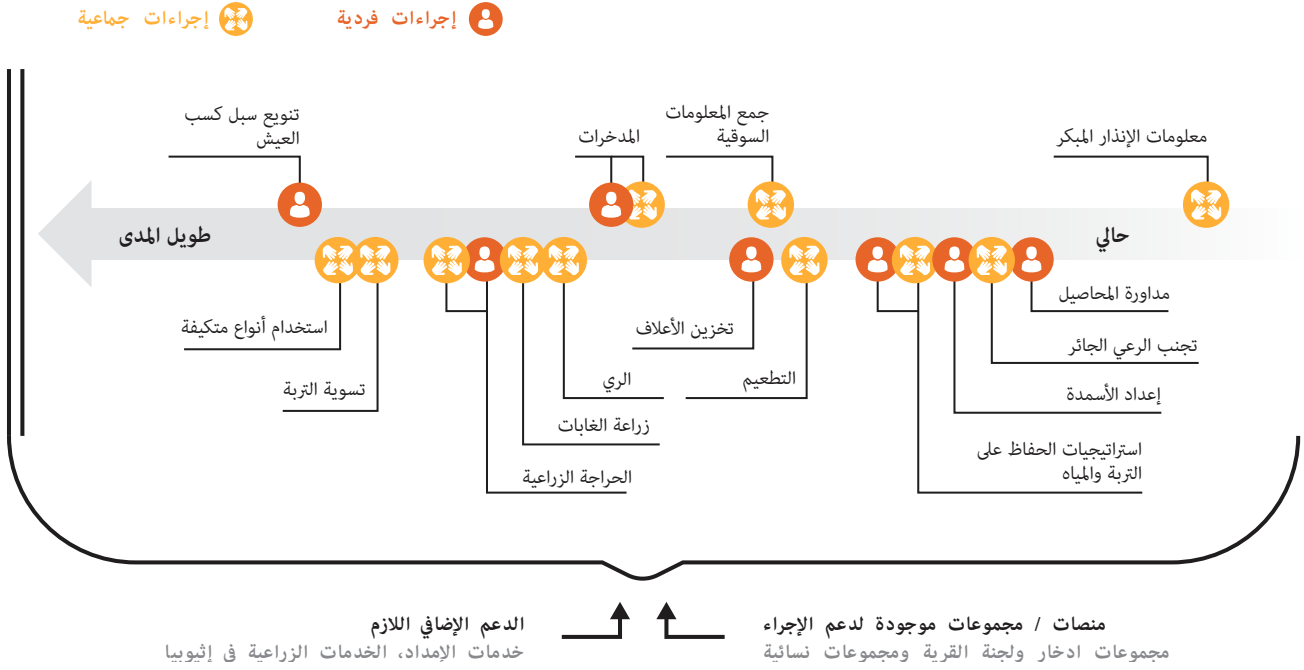 إجراءات فردية
إجراءات جماعية
معلومات الإنذار المبكر
جمع المعلومات
السوقية
المدخرات
تنويع سبل كسب
العيش
حالي
طويل المدى
مداورة المحاصيل
تجنب الرعي الجائر
إعداد الأسمدة
استراتيجيات الحفاظ على
التربة والمياه
التطعيم
تخزين الأعلاف
الري
زراعة الغابات
الحراجة الزراعية
استخدام أنواع متكيفة
تسوية التربة
منصات / مجموعات موجودة لدعم الإجراء
مجموعات ادخار ولجنة القرية ومجموعات نسائية
الدعم الإضافي اللازم
خدمات الإمداد، الخدمات الزراعية في إثيوبيا